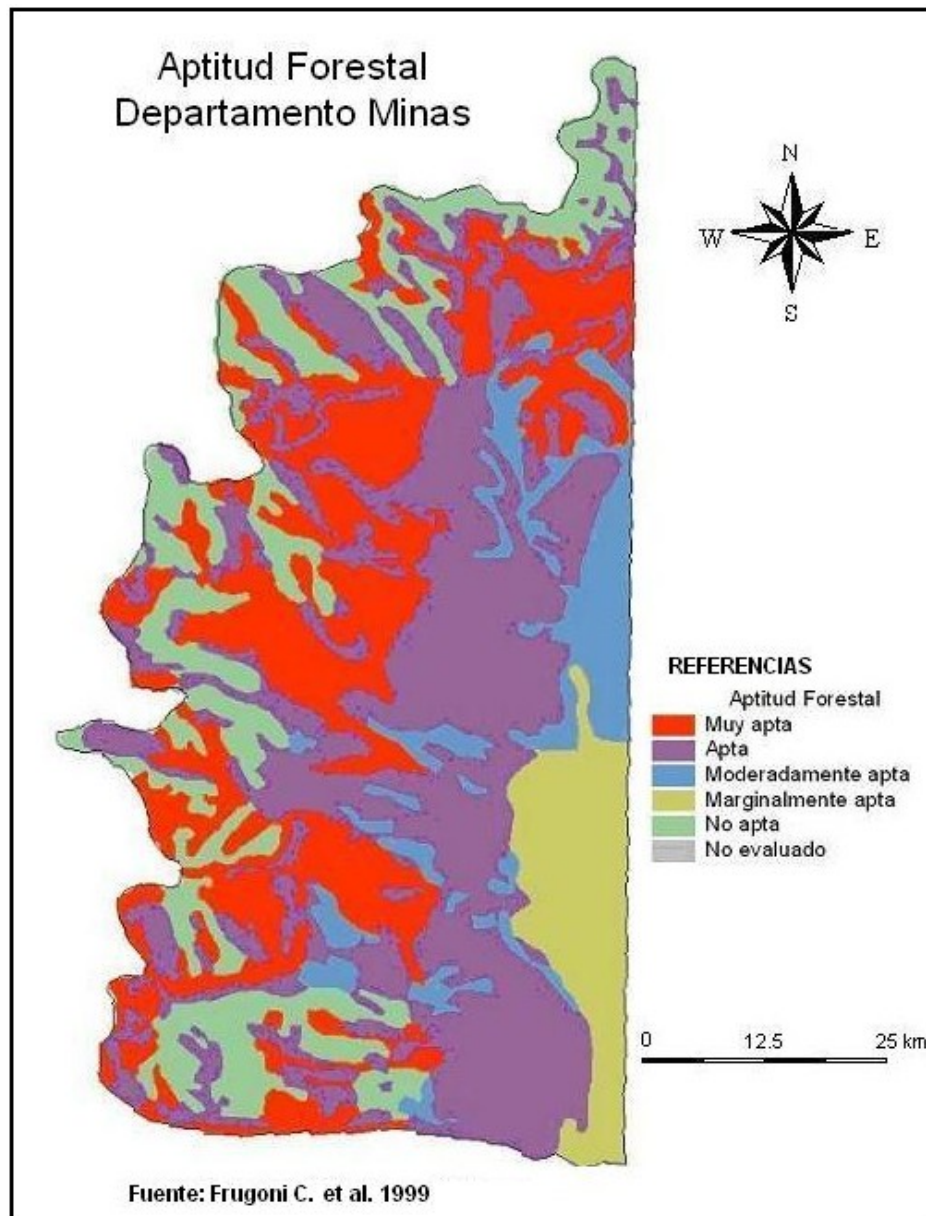 Aptitud Forestal
Departamento Minas
N
W E
S
REFERENCIAS
Aptitud Forestal
Muy apta
Apta
Moderadamente apta
Marginalmente apta
No apta
No evaluado
0 12.5 25 km
Fuente: Frugoni C. et al. 1999